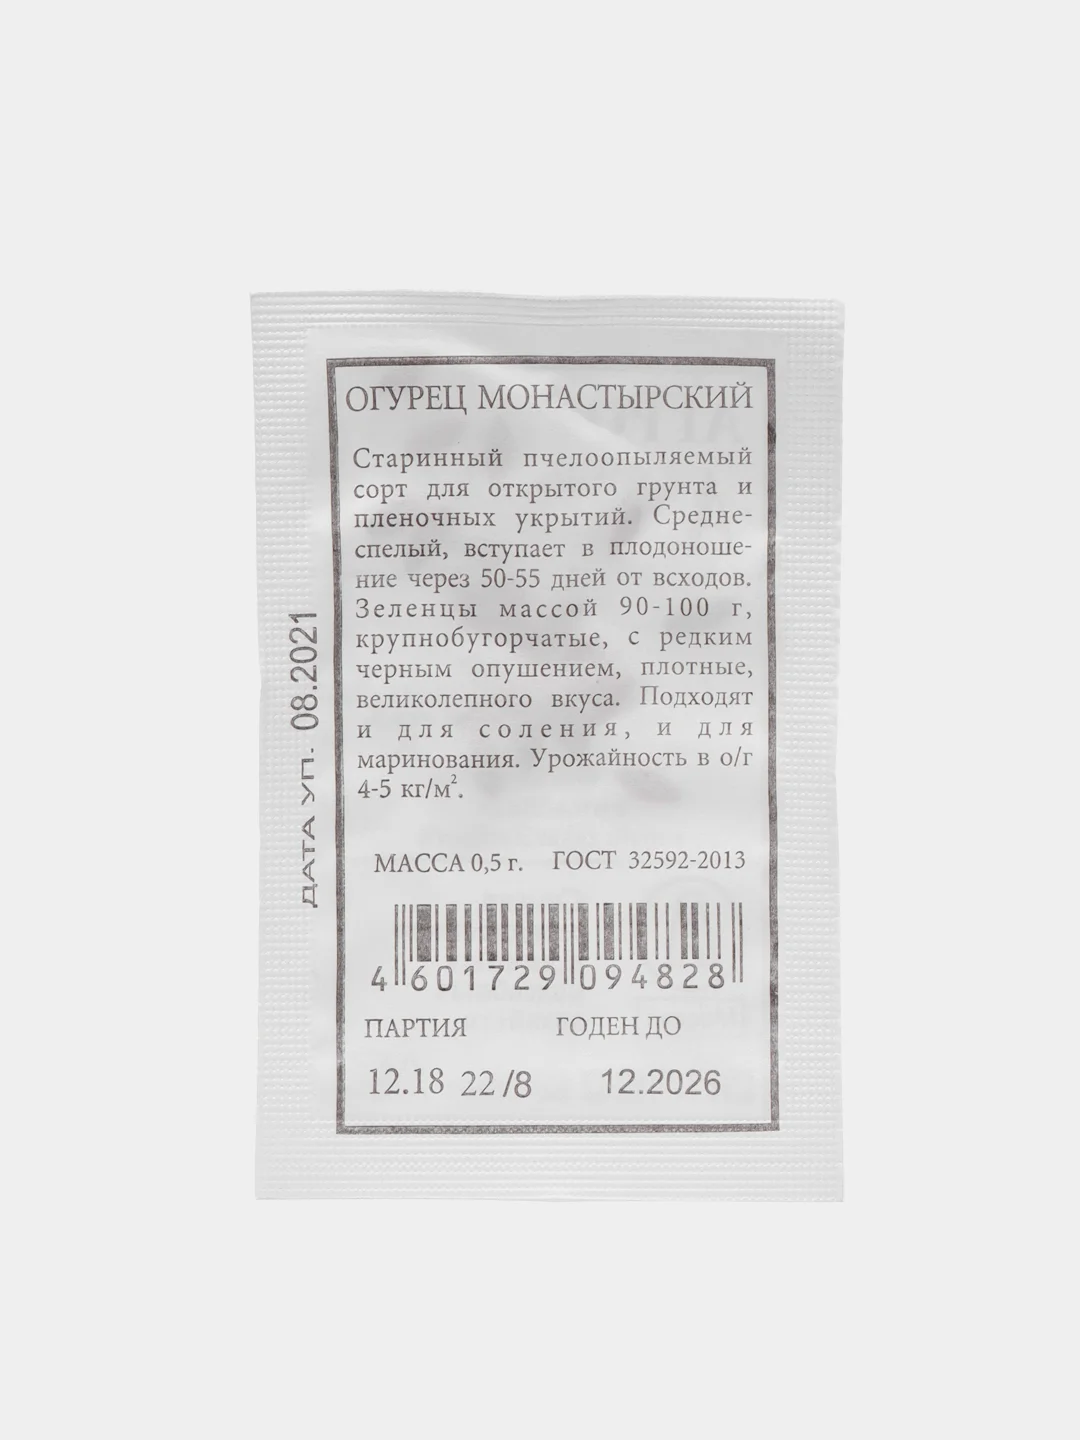 ОГУРЕЦ МОНАСТЫРСКИЙ
Старинный пчелоопыляемый
сорт для открытого грунта и
пленочных укрытий. Средне-
спелый, вступает в плодоноше-
ние через 50-55 дней от всходов.
Зеленцы массой 90-100 г,
крупнобугорчатые, с редким
черным опушением, плотные,
великолепного вкуса. Подходят
и для соления, и для
маринования. Урожайность в о/г
4-5 кг/м².
МАССА 0,5 г. ГОСТ 32592-2013
4 601729 094828
ПАРТИЯ ГОДЕН ДО
12.18 22 /8 12.2026
ДАТА УП. 08.2021